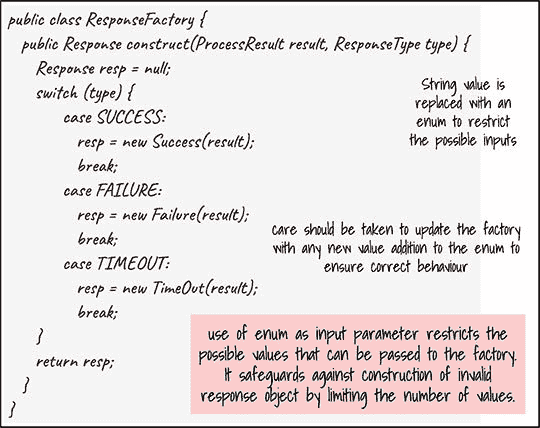 public class ResponseFactory {
public Response construct(ProcessResult result, ResponseType type) {
Response resp = null;
switch (type) {
case SUCCESS:
resp = new Success(result);
break;
case FAILURE:
resp = new Failure(result);
break;
case TIMEOUT:
resp = new TimeOut(result);
break;
}
return resp;
}
}
String value is
replaced with an
enum to restrict
the possible inputs
care should be taken to update the factory
with any new value addition to the enum to
ensure correct behaviour
use of enum as input parameter restricts the
possible values that can be passed to the factory.
It safeguards against construction of invalid
response object by limiting the number of values.